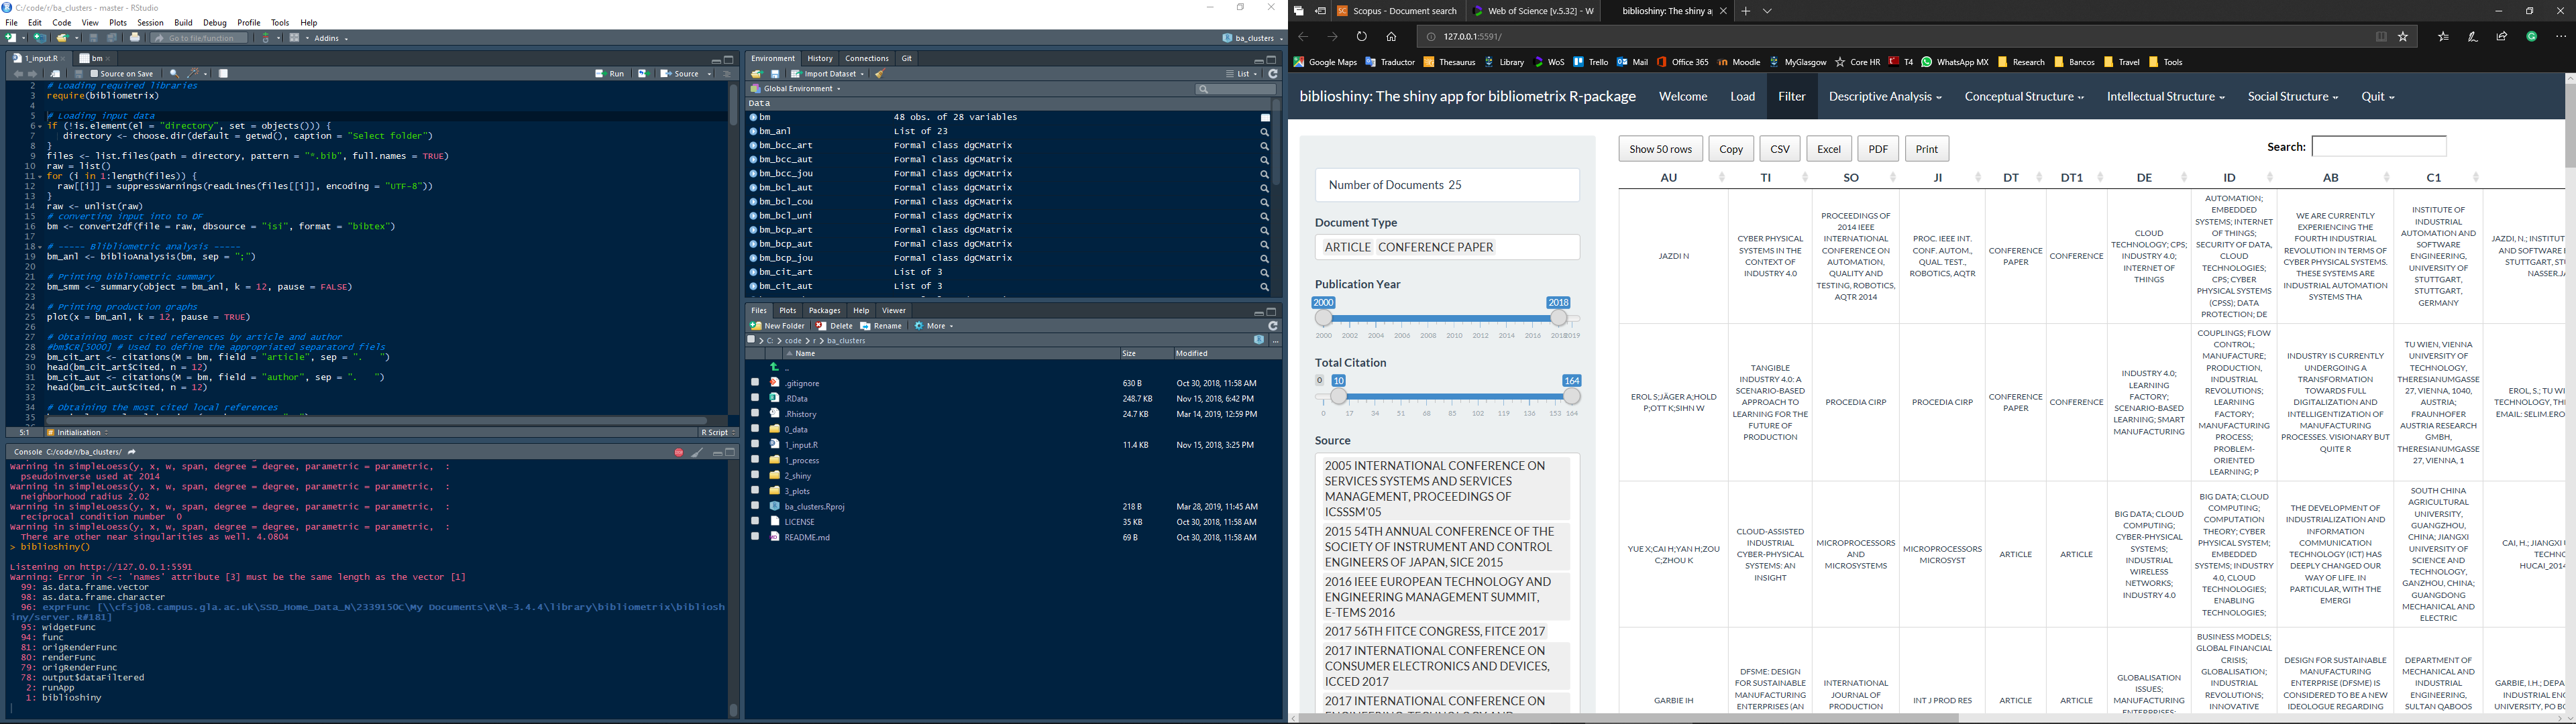 C:/code/r/ba_clusters - master - RStudio
File Edit Code View Plots Session Build Debug Profile Tools Help
Go to file/function Addins ba_clusters
1_input.R bm
Source on Save Run Source
2 # Loading required libraries
3 require(bibliometrix)
4
5 # Loading input data
6 if (!is.element(el = "directory", set = objects())) {
7 directory <- choose.dir(default = getwd(), caption = "Select folder")
8 }
9 files <- list.files(path = directory, pattern = "*.bib", full.names = TRUE)
10 raw = list()
11 for (i in 1:length(files)) {
12 raw[[i]] = suppressWarnings(readLines(files[[i]], encoding = "UTF-8"))
13 }
14 raw <- unlist(raw)
15 # converting input into to DF
16 bm <- convert2df(file = raw, dbsource = "isi", format = "bibtex")
17
18 # ----- Blibliometric analysis -----
19 bm_anl <- biblioAnalysis(bm, sep = ";")
20
21 # Printing bibliometric summary
22 bm_smm <- summary(object = bm_anl, k = 12, pause = FALSE)
23
24 # Printing production graphs
25 plot(x = bm_anl, k = 12, pause = TRUE)
26
27 # Obtaining most cited references by article and author
28 #bm$CR[5000] # Used to define the appropriated separatord fiels
29 bm_cit_art <- citations(M = bm, field = "article", sep = ". ")
30 head(bm_cit_art$Cited, n = 12)
31 bm_cit_aut <- citations(M = bm, field = "author", sep = ". ")
32 head(bm_cit_aut$Cited, n = 12)
33
34 # Obtaining the most cited local references
35
5:1 Initialisation R Script
Console C:/code/r/ba_clusters/
Warning in simpleLoess(y, x, w, span, degree = degree, parametric = parametric, :
pseudoinverse used at 2014
Warning in simpleLoess(y, x, w, span, degree = degree, parametric = parametric, :
neighborhood radius 2.02
Warning in simpleLoess(y, x, w, span, degree = degree, parametric = parametric, :
reciprocal condition number 0
Warning in simpleLoess(y, x, w, span, degree = degree, parametric = parametric, :
There are other near singularities as well. 4.0804
> biblioshiny()
Listening on http://127.0.0.1:5591
Warning: Error in <-: 'names' attribute [3] must be the same length as the vector [1]
99: as.data.frame.vector
98: as.data.frame.character
96: exprFunc [\\cfsj08.campus.gla.ac.uk\SSD_Home_Data_N\2339150C\My Documents\R\R-3.4.4\library\bibliometrix\bibliosh
iny/server.R#181]
95: widgetFunc
94: func
81: origRenderFunc
80: renderFunc
79: origRenderFunc
78: output$dataFiltered
2: runApp
1: biblioshiny
Environment History Connections Git
Import Dataset List
Global Environment
Data
bm 48 obs. of 28 variables
bm_anl List of 23
bm_bcc_art Formal class dgCMatrix
bm_bcc_aut Formal class dgCMatrix
bm_bcc_jou Formal class dgCMatrix
bm_bcl_aut Formal class dgCMatrix
bm_bcl_cou Formal class dgCMatrix
bm_bcl_uni Formal class dgCMatrix
bm_bcp_art Formal class dgCMatrix
bm_bcp_aut Formal class dgCMatrix
bm_bcp_jou Formal class dgCMatrix
bm_cit_art List of 3
bm_cit_aut List of 3
Files Plots Packages Help Viewer
New Folder Delete Rename More
C: code r ba_clusters ...
Name Size Modified
..
.gitignore 630 B Oct 30, 2018, 11:58 AM
.RData 248.7 KB Nov 15, 2018, 6:42 PM
.Rhistory 24.7 KB Mar 14, 2019, 12:59 PM
0_data
1_input.R 11.4 KB Nov 15, 2018, 3:25 PM
1_process
2_shiny
3_plots
ba_clusters.Rproj 218 B Mar 28, 2019, 11:45 AM
LICENSE 35 KB Oct 30, 2018, 11:58 AM
README.md 69 B Oct 30, 2018, 11:58 AM
Scopus - Document search Web of Science [v.5.32] - W biblioshiny: The shiny a
127.0.0.1:5591/
Google Maps Traductor Thesaurus Library WoS Trello Mail Office 365 Moodle MyGlasgow Core HR T4 WhatsApp MX Research Bancos Travel Tools
biblioshiny: The shiny app for bibliometrix R-package Welcome Load Filter Descriptive Analysis Conceptual Structure Intellectual Structure Social Structure Quit
Number of Documents 25
Document Type
ARTICLE CONFERENCE PAPER
Publication Year
2000 2018
2000 2002 2004 2006 2008 2010 2012 2014 2016 2018 2019
Total Citation
0 10 164
0 17 34 51 68 85 102 119 136 153 164
Source
2005 INTERNATIONAL CONFERENCE ON
SERVICES SYSTEMS AND SERVICES
MANAGEMENT, PROCEEDINGS OF
ICSSSM'05
2015 54TH ANNUAL CONFERENCE OF THE
SOCIETY OF INSTRUMENT AND CONTROL
ENGINEERS OF JAPAN, SICE 2015
2016 IEEE EUROPEAN TECHNOLOGY AND
ENGINEERING MANAGEMENT SUMMIT,
E-TEMS 2016
2017 56TH FITCE CONGRESS, FITCE 2017
2017 INTERNATIONAL CONFERENCE ON
CONSUMER ELECTRONICS AND DEVICES,
ICCED 2017
2017 INTERNATIONAL CONFERENCE ON
Show 50 rows Copy CSV Excel PDF Print Search:
AU TI SO JI DT DT1 DE ID AB C1
JAZDI N
CYBER PHYSICAL
SYSTEMS IN THE
CONTEXT OF
INDUSTRY 4.0
PROCEEDINGS OF
2014 IEEE
INTERNATIONAL
CONFERENCE ON
AUTOMATION,
QUALITY AND
TESTING, ROBOTICS,
AQTR 2014
PROC. IEEE INT.
CONF. AUTOM.,
QUAL. TEST.,
ROBOTICS, AQTR
CONFERENCE
PAPER
CONFERENCE
CLOUD
TECHNOLOGY; CPS;
INDUSTRY 4.0;
INTERNET OF
THINGS
AUTOMATION;
EMBEDDED
SYSTEMS; INTERNET
OF THINGS;
SECURITY OF DATA,
CLOUD
TECHNOLOGIES;
CPS; CYBER
PHYSICAL SYSTEMS
(CPSS); DATA
PROTECTION; DE
WE ARE CURRENTLY
EXPERIENCING THE
FOURTH INDUSTRIAL
REVOLUTION IN TERMS OF
CYBER PHYSICAL SYSTEMS.
THESE SYSTEMS ARE
INDUSTRIAL AUTOMATION
SYSTEMS THA
INSTITUTE OF
INDUSTRIAL
AUTOMATION AND
SOFTWARE
ENGINEERING,
UNIVERSITY OF
STUTTGART,
STUTTGART,
GERMANY
JAZDI, N.; INSTITUT
AND SOFTWARE
STUTTGART, ST
NASSER.JA
EROL S;JÄGER A;HOLD
P;OTT K;SIHN W
TANGIBLE
INDUSTRY 4.0: A
SCENARIO-BASED
APPROACH TO
LEARNING FOR THE
FUTURE OF
PRODUCTION
PROCEDIA CIRP
PROCEDIA CIRP
CONFERENCE
PAPER
CONFERENCE
INDUSTRY 4.0;
LEARNING
FACTORY;
SCENARIO-BASED
LEARNING; SMART
MANUFACTURING
COUPLINGS; FLOW
CONTROL;
MANUFACTURE;
PRODUCTION,
INDUSTRIAL
REVOLUTIONS;
LEARNING
FACTORY;
MANUFACTURING
PROCESS;
PROBLEM-
ORIENTED
LEARNING; P
INDUSTRY IS CURRENTLY
UNDERGOING A
TRANSFORMATION
TOWARDS FULL
DIGITALIZATION AND
INTELLIGENTIZATION OF
MANUFACTURING
PROCESSES. VISIONARY BUT
QUITE R
TU WIEN, VIENNA
UNIVERSITY OF
TECHNOLOGY,
THERESIANUMGASSE
27, VIENNA, 1040,
AUSTRIA;
FRAUNHOFER
AUSTRIA RESEARCH
GMBH,
THERESIANUMGASSE
27, VIENNA, 1
EROL, S.; TU WI
TECHNOLOGY, TH
EMAIL: SELIM.ERO
YUE X;CAI H;YAN H;ZOU
C;ZHOU K
CLOUD-ASSISTED
INDUSTRIAL
CYBER-PHYSICAL
SYSTEMS: AN
INSIGHT
MICROPROCESSORS
AND
MICROSYSTEMS
MICROPROCESSORS
MICROSYST
ARTICLE
ARTICLE
BIG DATA; CLOUD
COMPUTING;
CYBER-PHYSICAL
SYSTEMS;
INDUSTRIAL
WIRELESS
NETWORKS;
INDUSTRY 4.0
BIG DATA; CLOUD
COMPUTING;
COMPUTATION
THEORY; CYBER
PHYSICAL SYSTEM;
EMBEDDED
SYSTEMS; INDUSTRY
4.0, CLOUD
TECHNOLOGIES;
ENABLING
TECHNOLOGIES;
THE DEVELOPMENT OF
INDUSTRIALIZATION AND
INFORMATION
COMMUNICATION
TECHNOLOGY (ICT) HAS
DEEPLY CHANGED OUR
WAY OF LIFE. IN
PARTICULAR, WITH THE
EMERGI
SOUTH CHINA
AGRICULTURAL
UNIVERSITY,
GUANGZHOU,
CHINA; JIANGXI
UNIVERSITY OF
SCIENCE AND
TECHNOLOGY,
GANZHOU, CHINA;
GUANGDONG
MECHANICAL AND
ELECTRIC
CAI, H.; JIANGXI
TECHNO
HUCAI_2014
GARBIE IH
DFSME: DESIGN
FOR SUSTAINABLE
MANUFACTURING
ENTERPRISES (AN
INTERNATIONAL
JOURNAL OF
PRODUCTION
INT J PROD RES
ARTICLE
ARTICLE
GLOBALISATION
ISSUES;
MANUFACTURING
ENTERPRISES;
BUSINESS MODELS;
GLOBAL FINANCIAL
CRISIS;
GLOBALISATION;
INDUSTRIAL
REVOLUTIONS;
INNOVATIVE
DESIGN FOR SUSTAINABLE
MANUFACTURING
ENTERPRISE (DFSME) IS
CONSIDERED TO BE A NEW
IDEOLOGUE REGARDING
DEPARTMENT OF
MECHANICAL AND
INDUSTRIAL
ENGINEERING,
SULTAN QABOOS
GARBIE, I.H.; DEPA
INDUSTRIAL EN
UNIVERSITY, PO BO